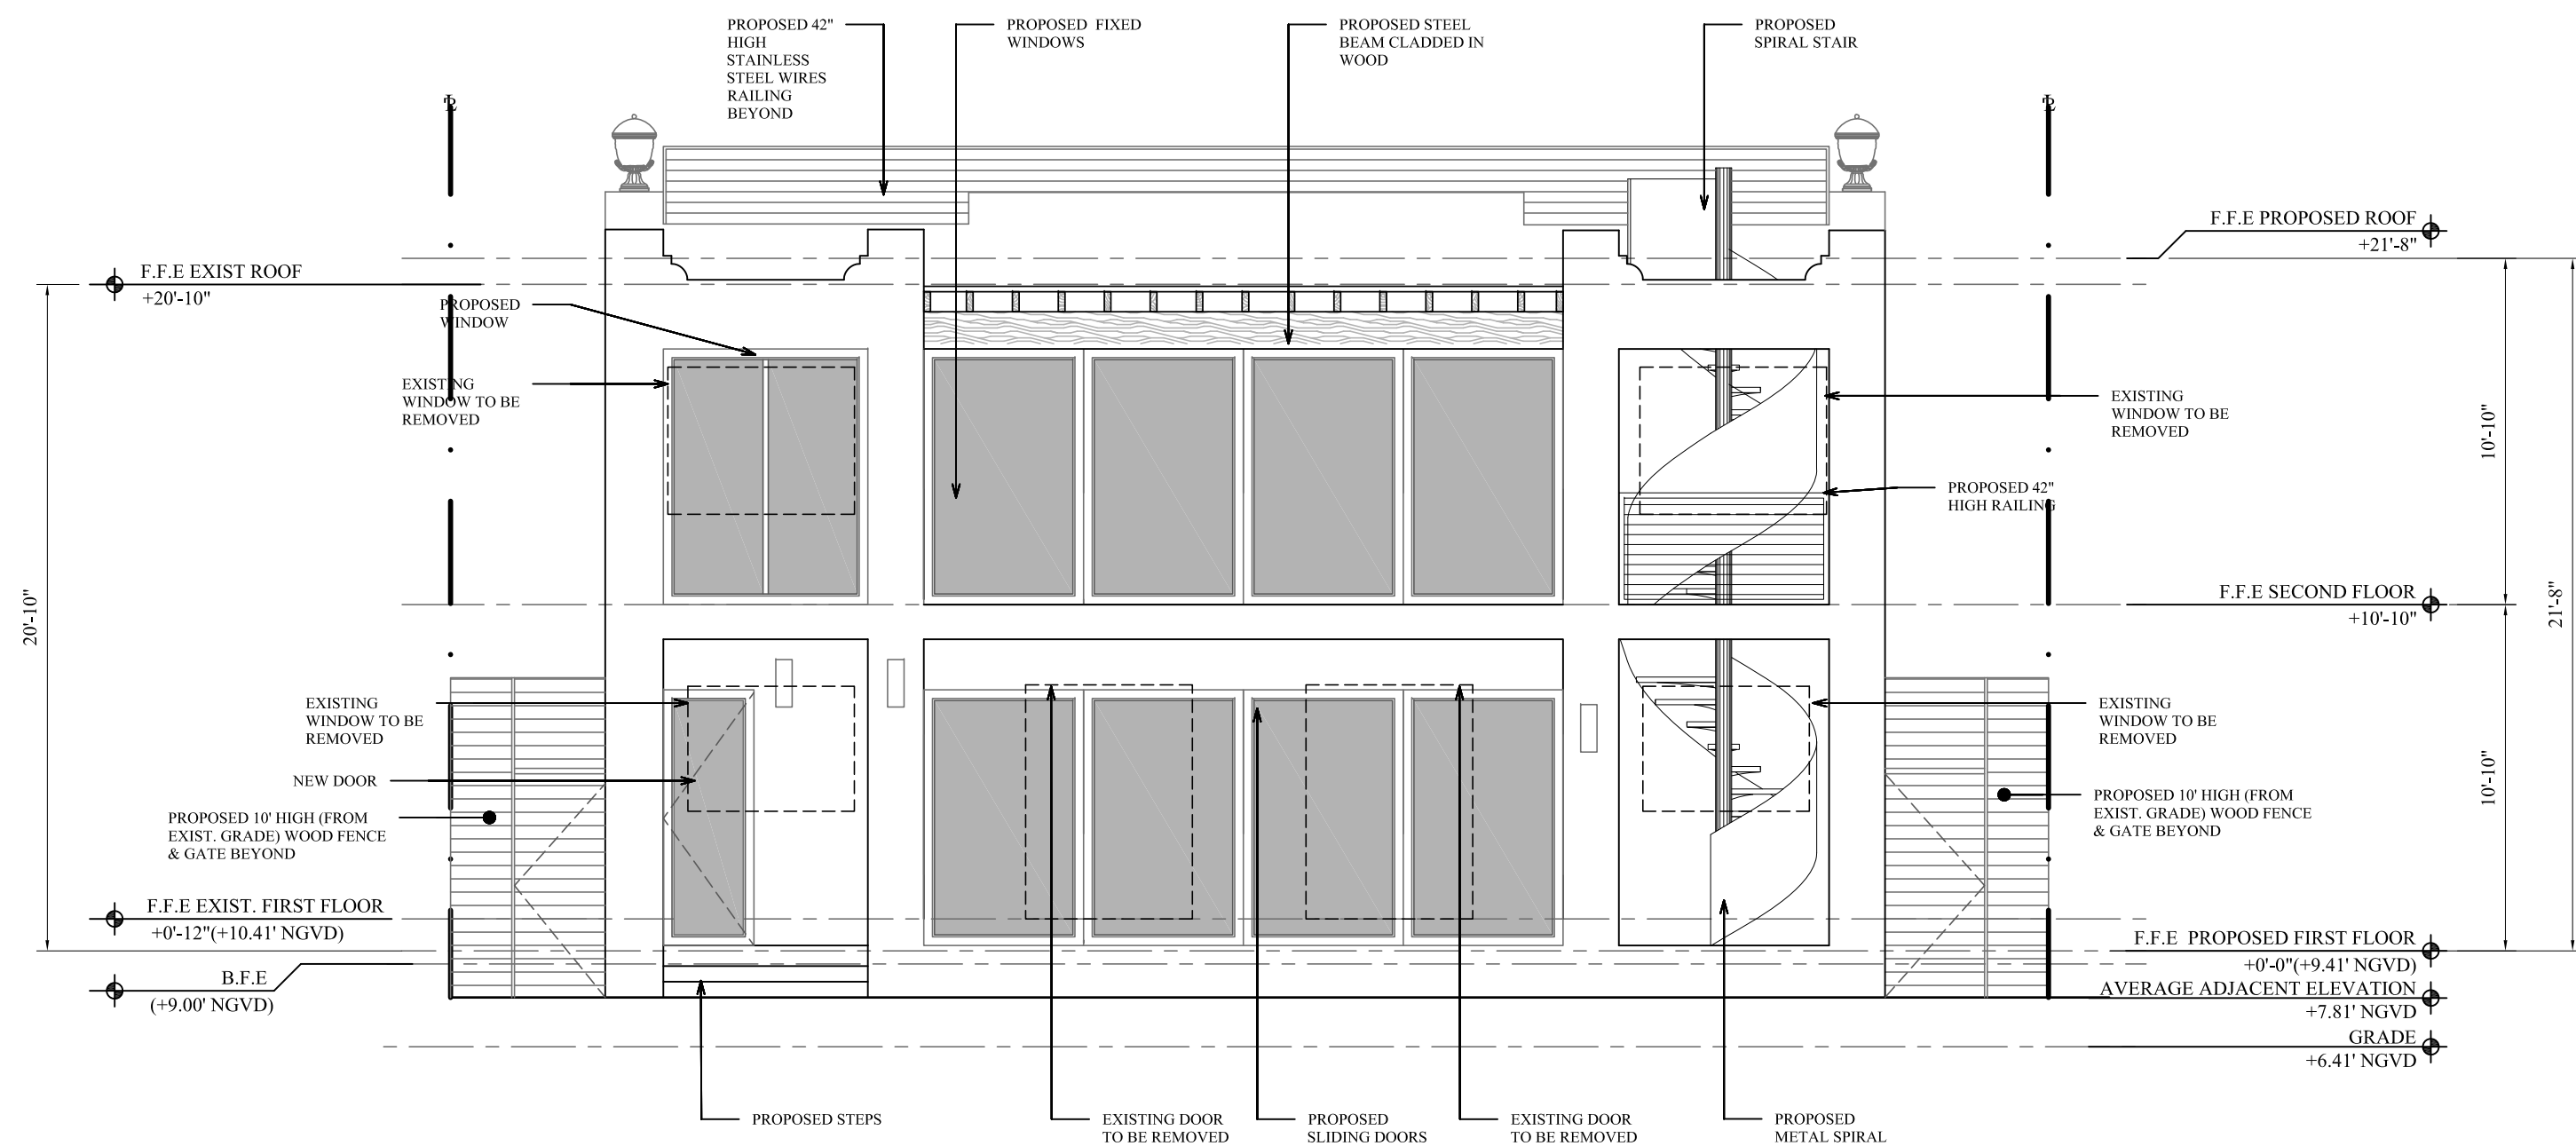 PROPOSED 42"
HIGH
STAINLESS
STEEL WIRES
RAILING
BEYOND
PROPOSED FIXED
WINDOWS
PROPOSED STEEL
BEAM CLADDED IN
WOOD
PROPOSED
SPIRAL STAIR
F.F.E EXIST ROOF
+20'-10"
F.F.E PROPOSED ROOF
+21'-8"
PROPOSED
WINDOW
EXISTING
WINDOW TO BE
REMOVED
EXISTING
WINDOW TO BE
REMOVED
PROPOSED 42"
HIGH RAILING
10'-10"
20'-10"
21'-8"
F.F.E SECOND FLOOR
+10'-10"
EXISTING
WINDOW TO BE
REMOVED
NEW DOOR
PROPOSED 10' HIGH (FROM
EXIST. GRADE) WOOD FENCE
& GATE BEYOND
EXISTING
WINDOW TO BE
REMOVED
10'-10"
PROPOSED 10' HIGH (FROM
EXIST. GRADE) WOOD FENCE
& GATE BEYOND
F.F.E EXIST. FIRST FLOOR
+0'-12"(+10.41' NGVD)
B.F.E
(+9.00' NGVD)
F.F.E PROPOSED FIRST FLOOR
+0'-0"(+9.41' NGVD)
AVERAGE ADJACENT ELEVATION
+7.81' NGVD
GRADE
+6.41' NGVD
PROPOSED STEPS
EXISTING DOOR
TO BE REMOVED
PROPOSED
SLIDING DOORS
EXISTING DOOR
TO BE REMOVED
PROPOSED
METAL SPIRAL